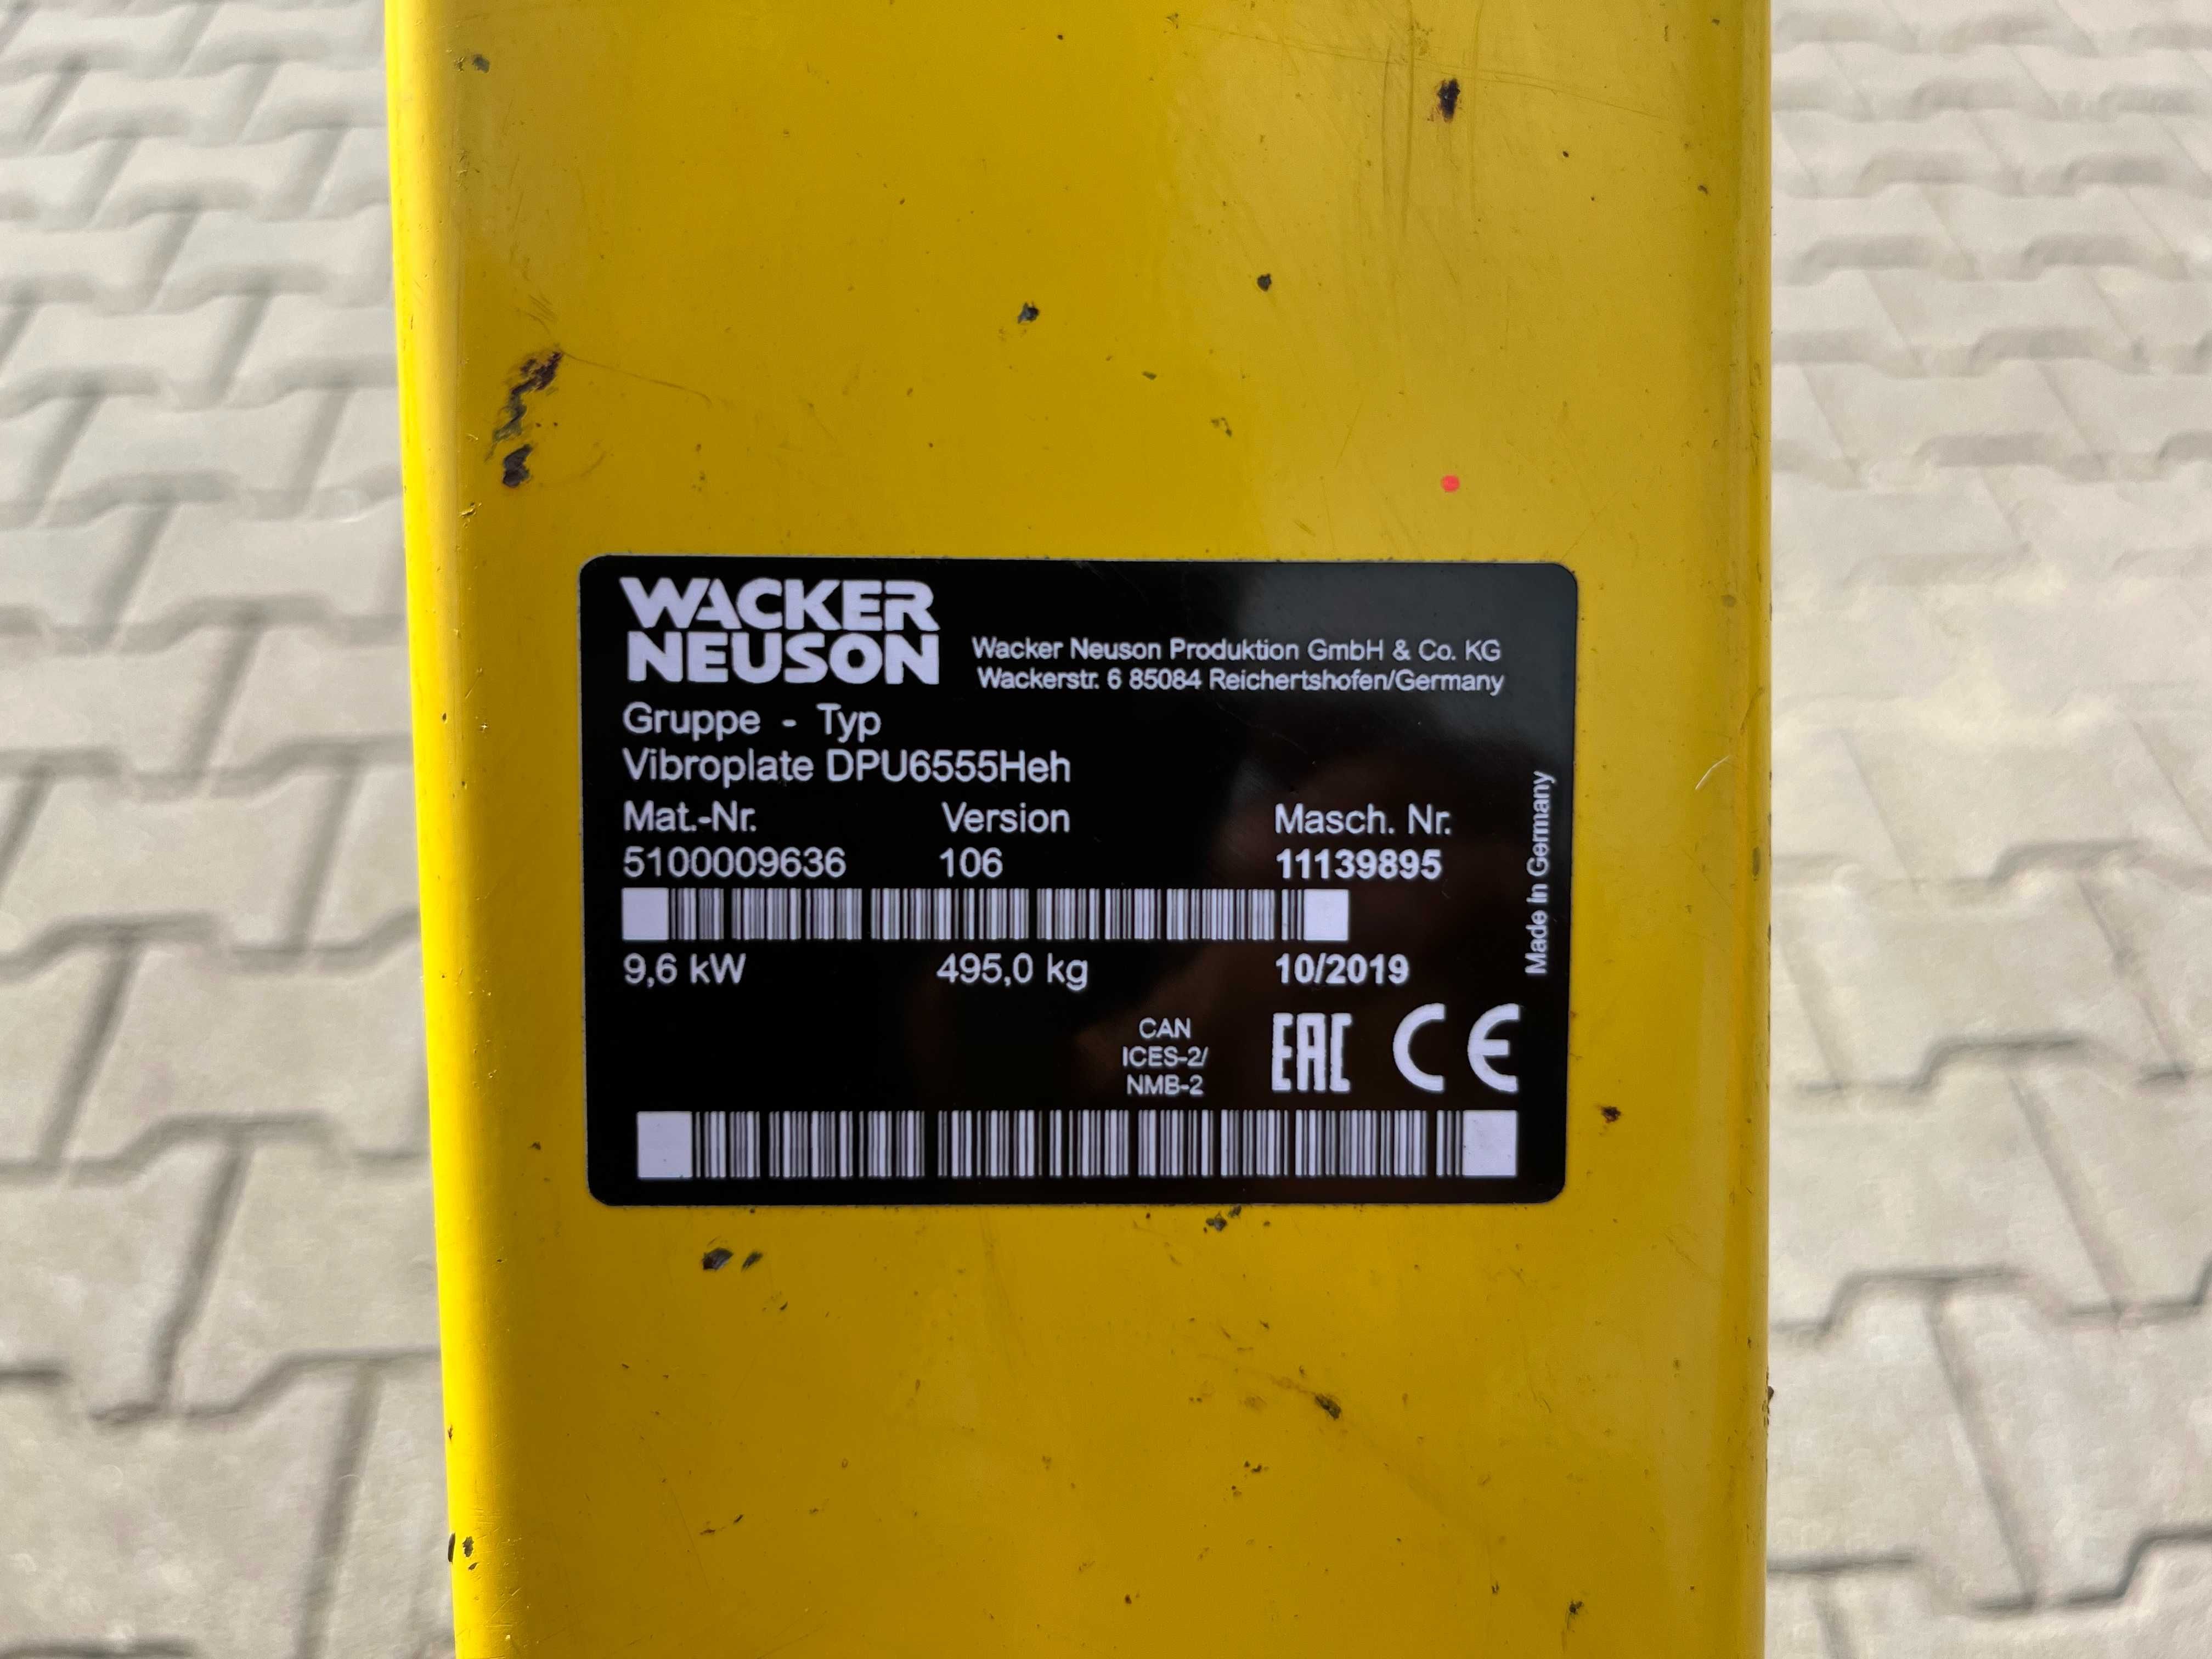 WACKER
NEUSON
Wacker Neuson Produktion GmbH & Co. KG
Wackerstr. 6 85084 Reichertshofen/Germany
Gruppe - Typ
Vibroplate DPU6555Heh
Mat.-Nr. Version Masch. Nr.
5100009636 106 11139895
9,6 kW 495,0 kg 10/2019
Made in Germany
CAN
ICES-2/
NMB-2
EAC CE